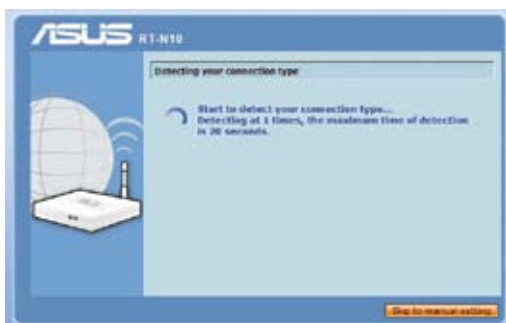 ASUS RT-N10
Detecting your connection type
Start to detect your connection type...
Detecting at 1 times, the maximum time of detection
is 20 seconds.
Skip to manual setting